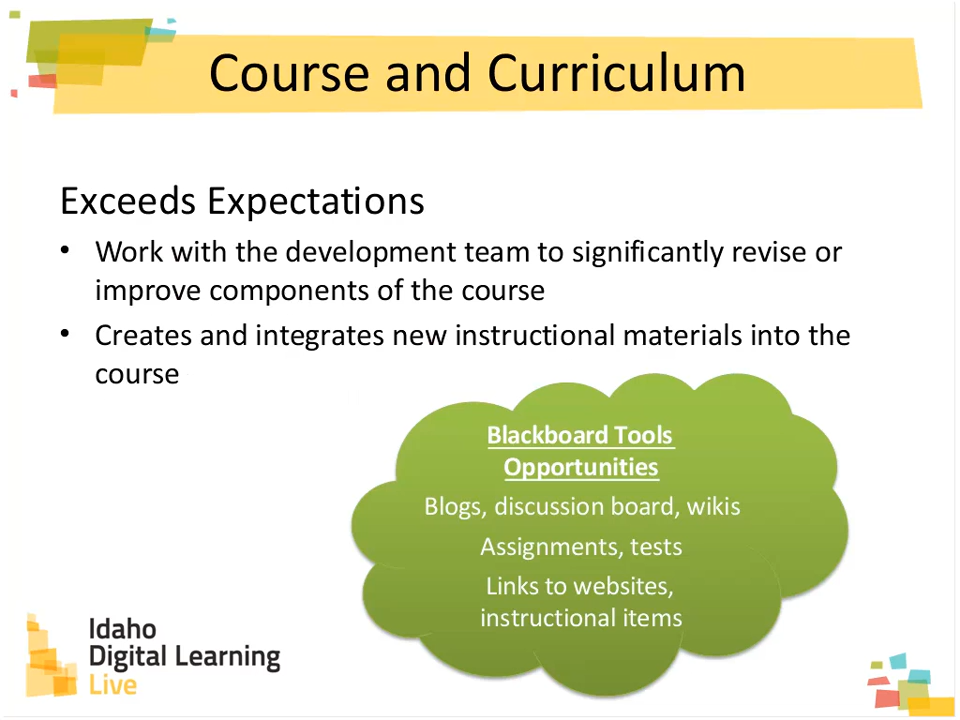 Course and Curriculum
Exceeds Expectations
• Work with the development team to significantly revise or
improve components of the course
• Creates and integrates new instructional materials into the
course
Blackboard Tools
Opportunities
Blogs, discussion board, wikis
Assignments, tests
Links to websites,
instructional items
Idaho
Digital Learning
Live